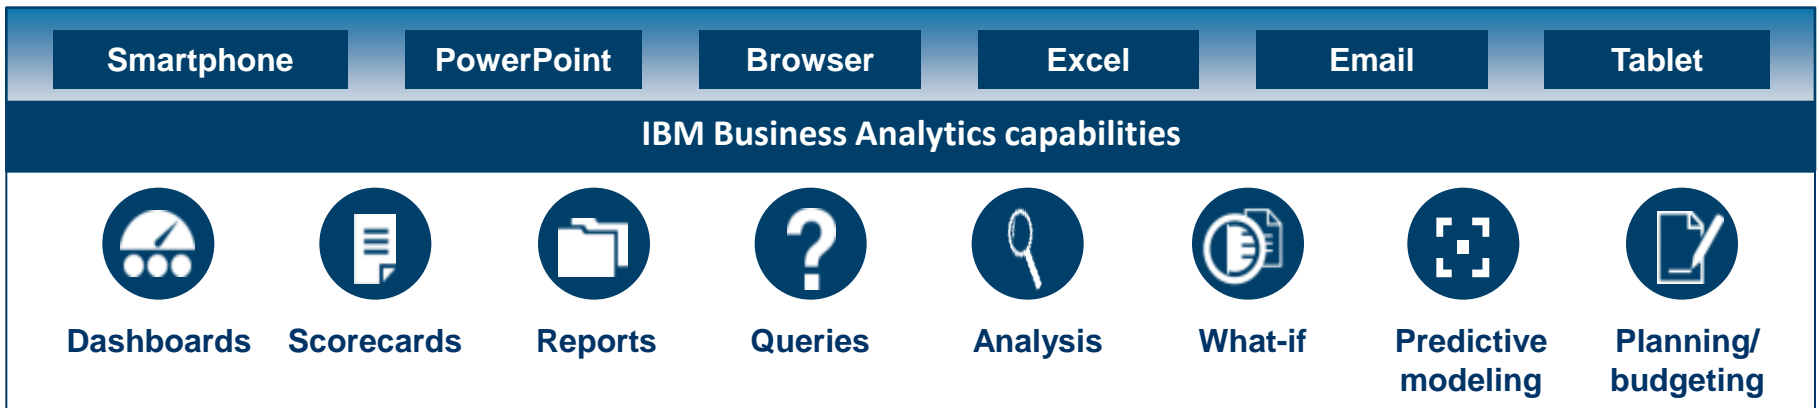 Smartphone PowerPoint Browser Excel Email Tablet
IBM Business Analytics capabilities
Dashboards Scorecards Reports Queries Analysis What-if Predictive modeling Planning/ budgeting